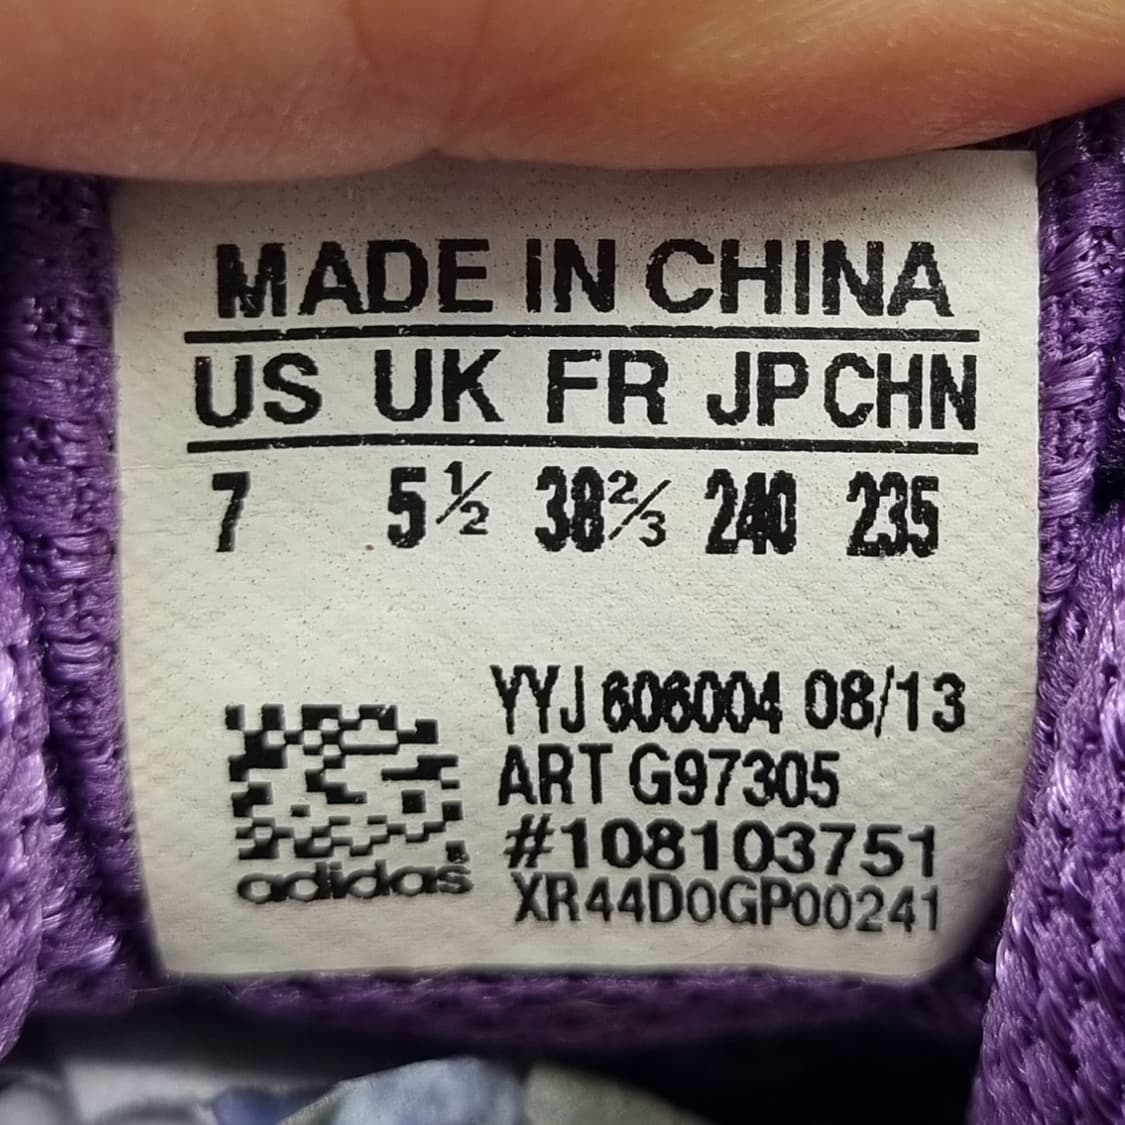 MADE IN CHINA
US UK FR JP CHN
7 5½ 38⅔ 240 235
YYJ 606004 08/13
ART G97305
#108103751
adidas XR44D0GP00241